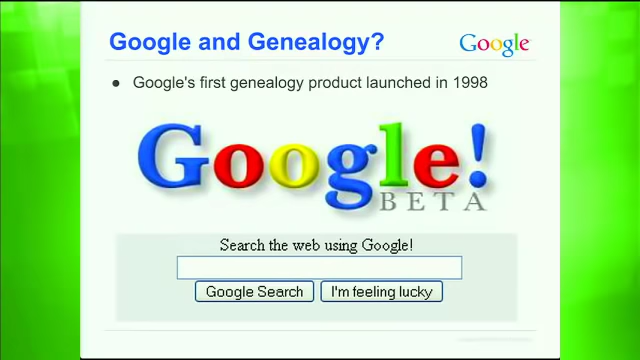 Google and Genealogy?
Google
● Google's first genealogy product launched in 1998
Google!
BETA
Search the web using Google!
Google Search I'm feeling lucky